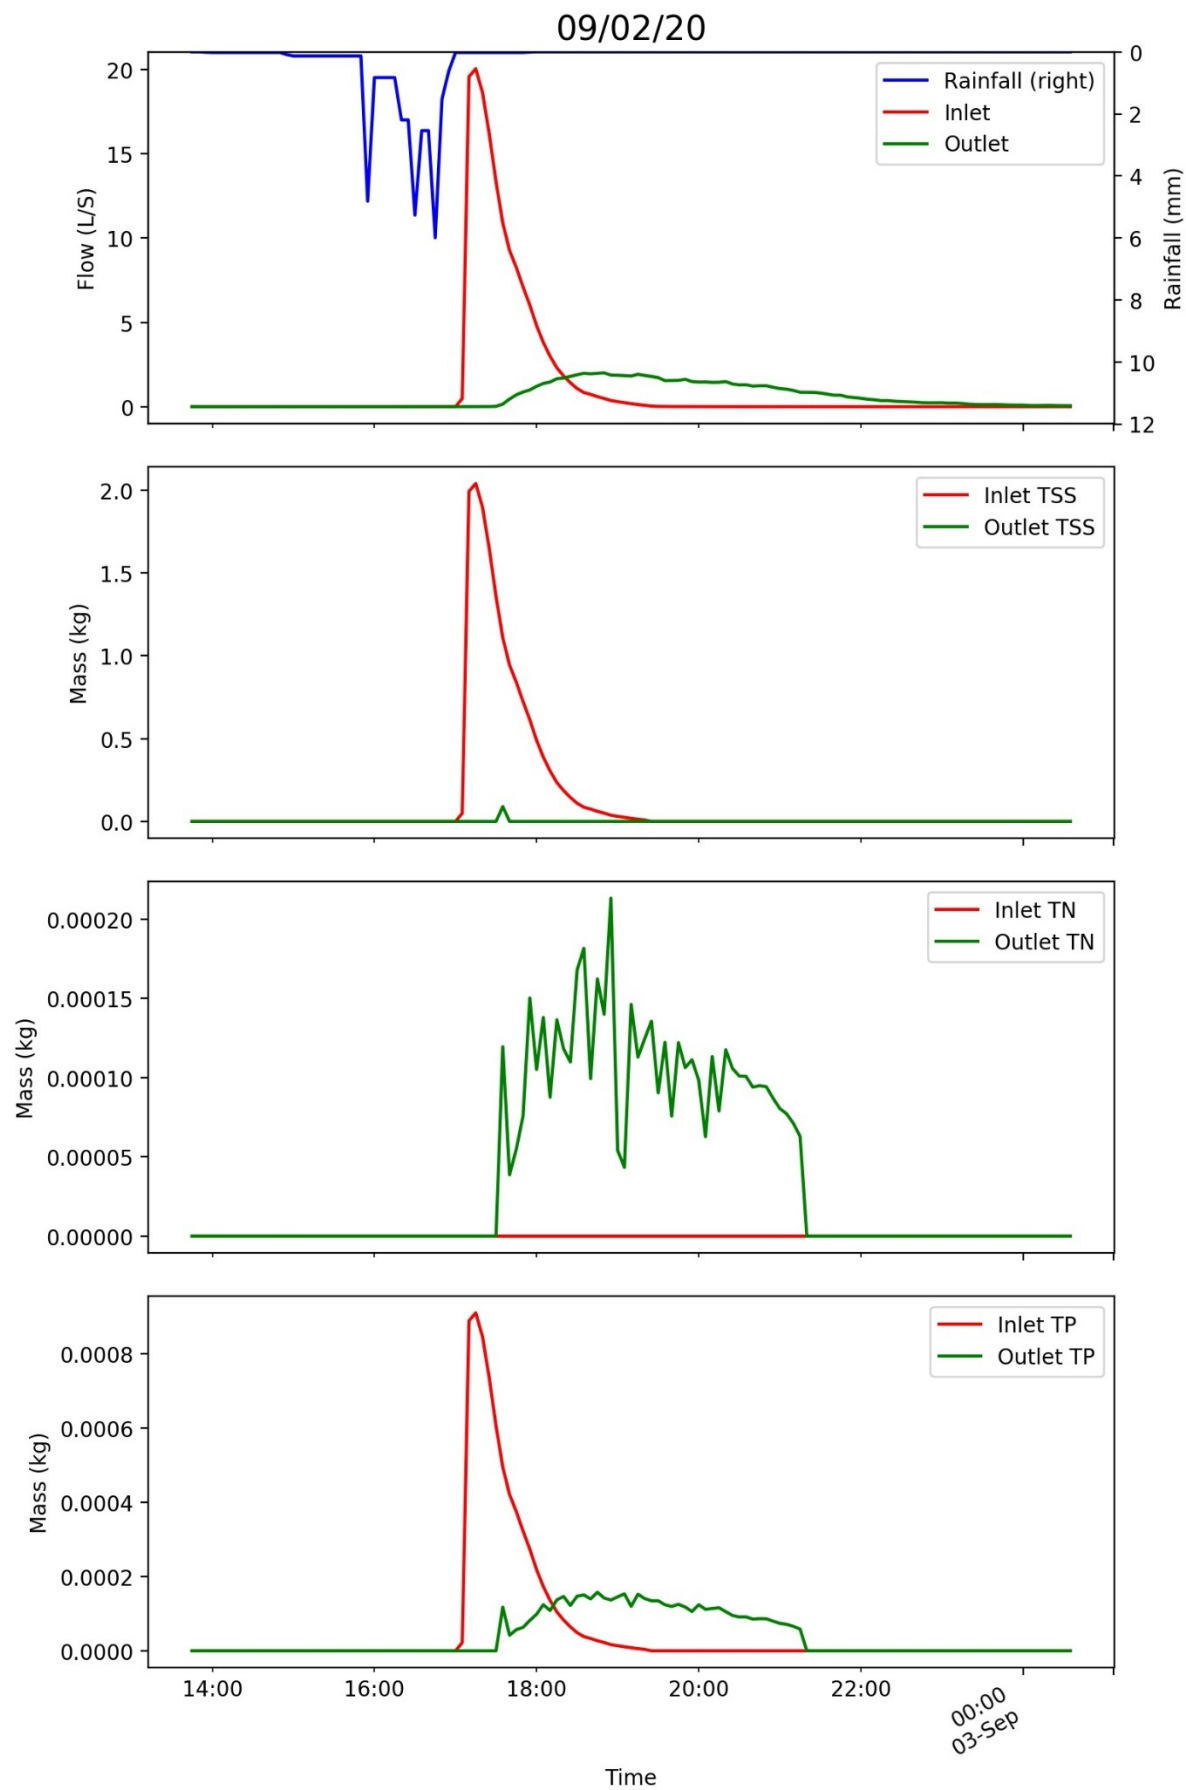 09/02/20
20
15
10
5
0
Flow (L/S)
Rainfall (right)
Inlet
Outlet
0
2
4
6
8
10
12
Rainfall (mm)
2.0
1.5
1.0
0.5
0.0
Mass (kg)
Inlet TSS
Outlet TSS
0.00020
0.00015
0.00010
0.00005
0.00000
Mass (kg)
Inlet TN
Outlet TN
0.0008
0.0006
0.0004
0.0002
0.0000
Mass (kg)
Inlet TP
Outlet TP
14:00
16:00
18:00
20:00
22:00
00:00
03-Sep
Time